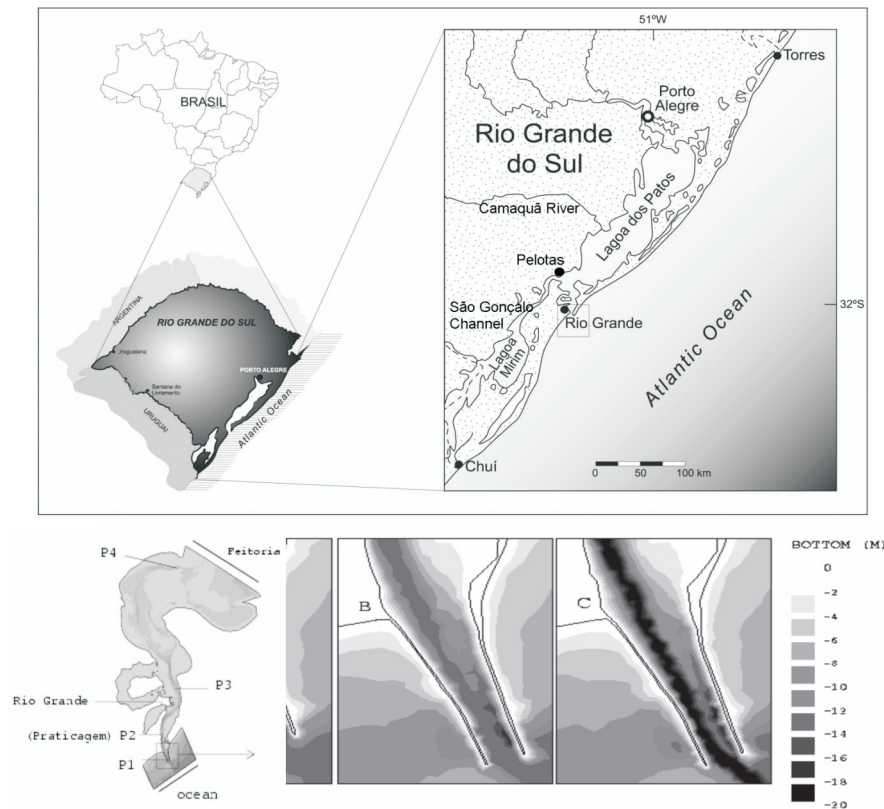 BRASIL
ARGENTINA
RIO GRANDE DO SUL
Uruguaiana
Santana do
Livramento
PORTO ALEGRE
URUGUAI
Atlantic Ocean
51°W
Torres
Porto
Alegre
Rio Grande
do Sul
Camaquã River
Lagoa dos Patos
Pelotas
São Gonçalo
Channel
Rio Grande
32°S
Lagoa
Mirim
Atlantic Ocean
Chuí
0 50 100 km
P4
Feitoria
P3
Rio Grande
(Praticagem) P2
P1
ocean
B
C
BOTTOM (M)
0
-2
-4
-6
-8
-10
-12
-14
-16
-18
-20